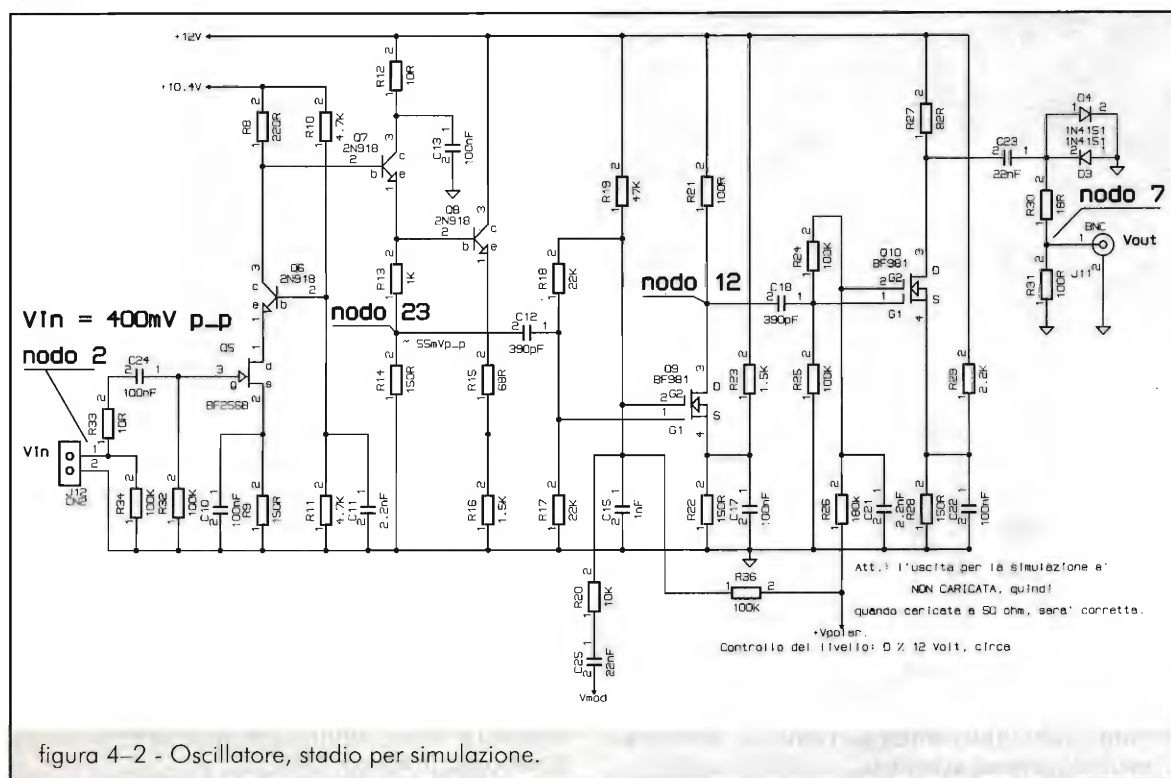 +12V
+10.4V
R8
220R
R10
4.7K
R12
10R
Q7
2N918
C13
100nF
Q8
2N918
Q6
2N918
R13
1K
Vin = 400mV p_p
nodo 2
nodo 23
~ 55mVp_p
C12
390pF
R18
22K
R19
47K
R21
100R
nodo 12
C18
390pF
R24
100K
R27
82R
C23
22nF
D4
1N4151
1N4151
D3
R30
18R
nodo 7
BNC
Vout
J11
R31
100R
Q10
BF981
G2
D
S
G1
Q9
BF981
G2
D
S
G1
R23
1.5K
R25
100K
R29
2.2K
Q5
BF256B
C24
100nF
R33
10R
Vin
J12
R34
100K
R32
100K
C10
100nF
R9
150R
R11
4.7K
C11
2.2nF
R14
150R
R15
68R
R16
1.5K
R17
22K
C15
1nF
R22
150R
C17
100nF
R26
180k
C21
2.2nF
R28
150R
C22
100nF
R20
10K
C25
22nF
Vmod
R36
100K
Att.! l'uscita per la simulazione e'
NON CARICATA, quindi
quando caricata a 50 ohm, sara' corretta.
+Vpolar.
Controllo del livello: 0 % 12 Volt, circa
figura 4–2 - Oscillatore, stadio per simulazione.